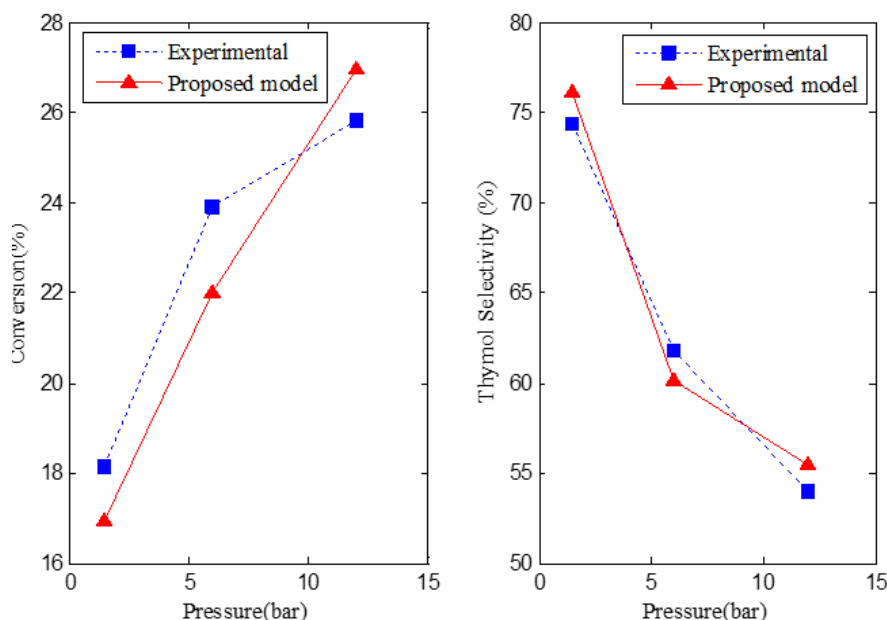 28
26
24
22
20
18
16
Conversion(%)
Experimental
Proposed model
0
5
10
15
Pressure(bar)
80
75
70
65
60
55
50
Thymol Selectivity (%)
Experimental
Proposed model
0
5
10
15
Pressure(bar)